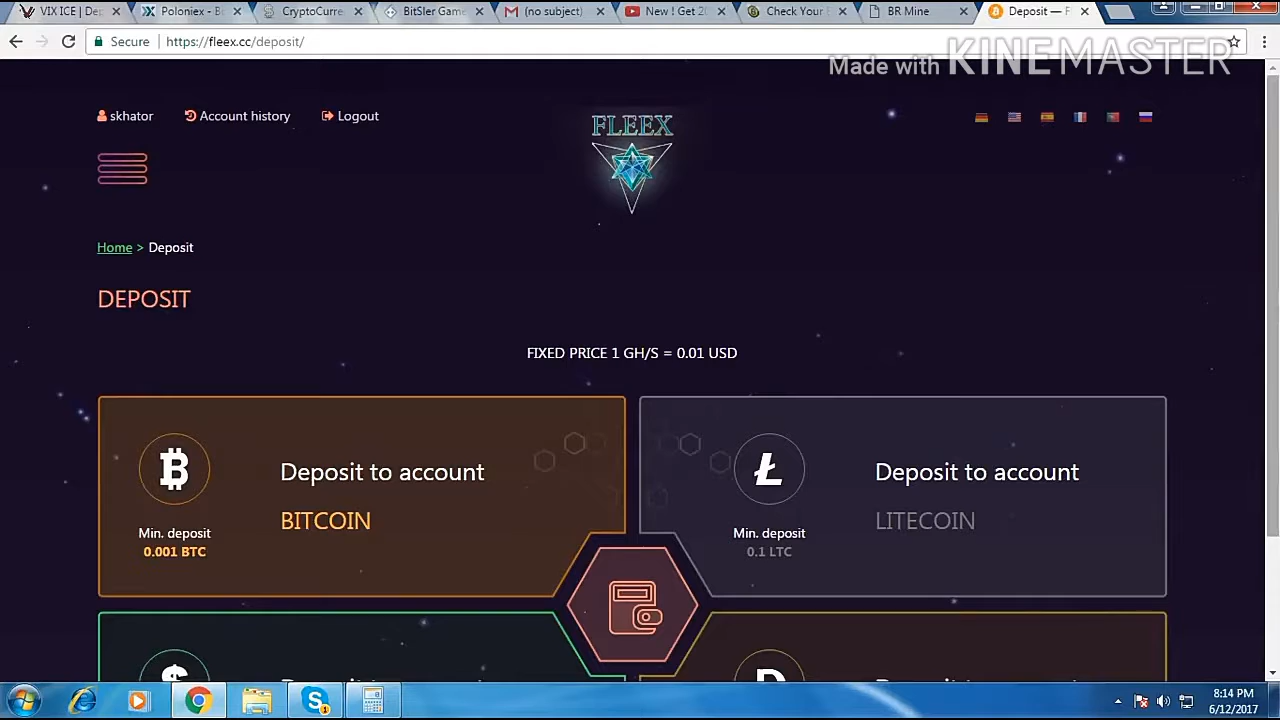 VIX ICE | Dep
Poloniex - B
CryptoCurre
BitSler Game
(no subject)
New ! Get 20
Check Your B
BR Mine
Deposit — F
Secure
https://fleex.cc/deposit/
Made with KINEMASTER
skhator
Account history
Logout
FLEEX
Home > Deposit
DEPOSIT
FIXED PRICE 1 GH/S = 0.01 USD
Deposit to account
BITCOIN
Min. deposit
0.001 BTC
Deposit to account
LITECOIN
Min. deposit
0.1 LTC
8:14 PM
6/12/2017